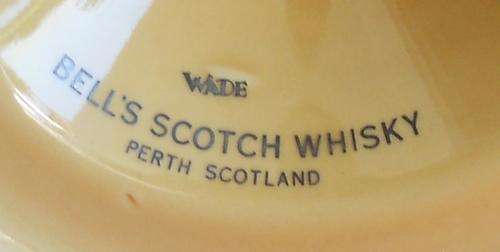 WADE
BELL'S SCOTCH WHISKY
PERTH SCOTLAND